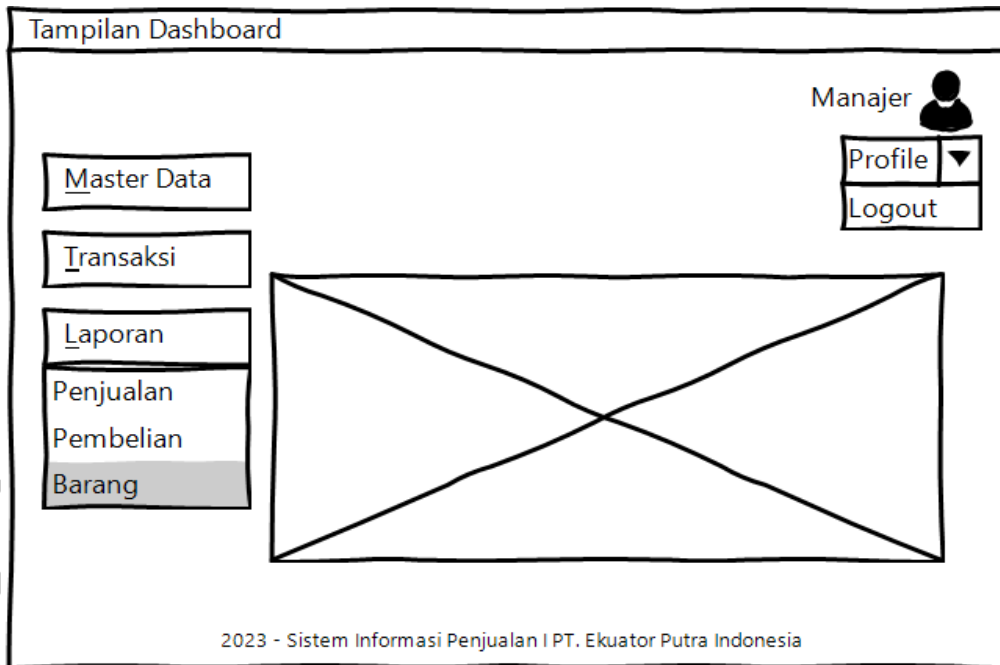 Tampilan Dashboard
Manajer
Profile
Logout
Master Data
Transaksi
Laporan
Penjualan
Pembelian
Barang
2023 - Sistem Informasi Penjualan I PT. Ekuator Putra Indonesia